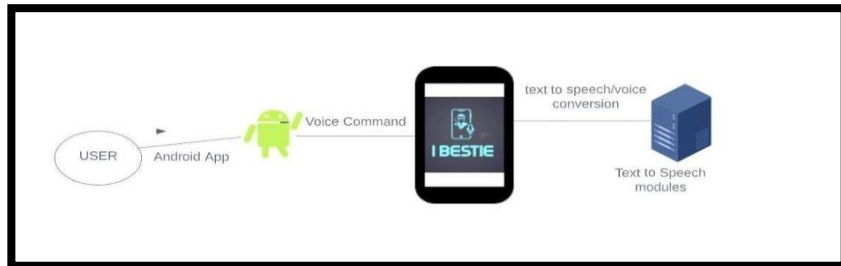 USER
Android App
Voice Command
I BESTIE
text to speech/voice
conversion
Text to Speech
modules